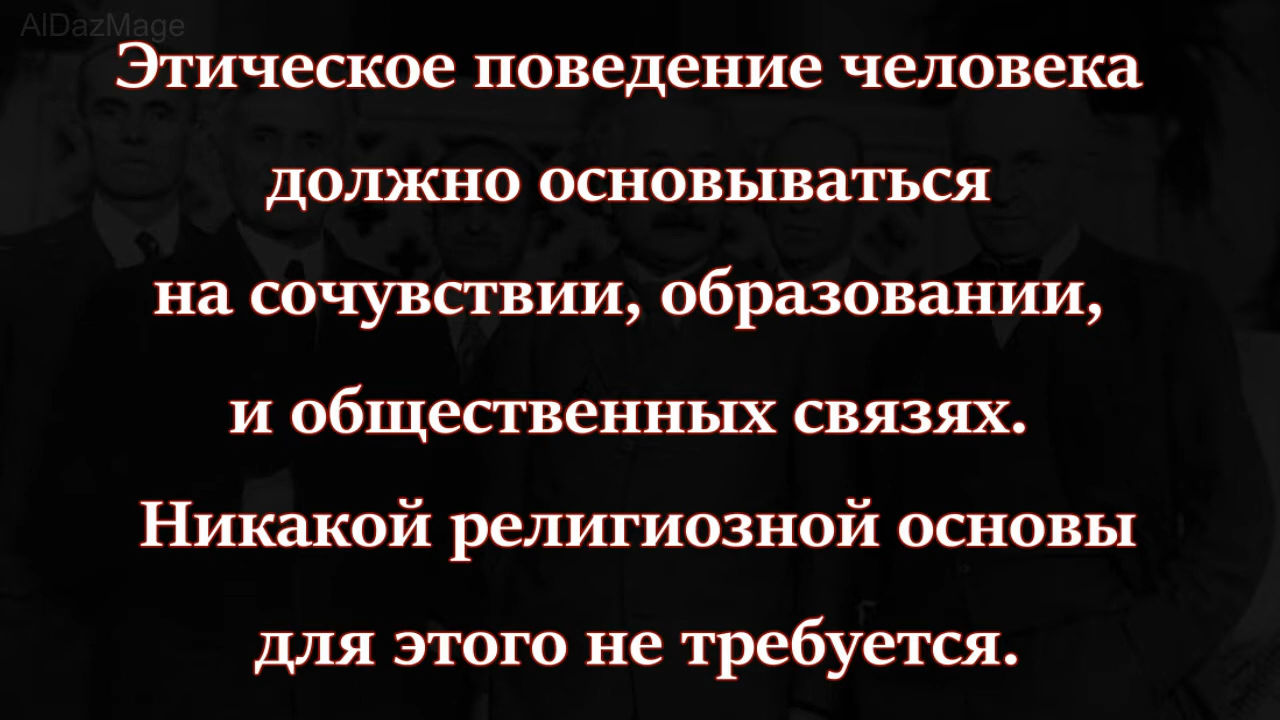 AlDazMage
Этическое поведение человека
должно основываться
на сочувствии, образовании,
и общественных связях.
Никакой религиозной основы
для этого не требуется.